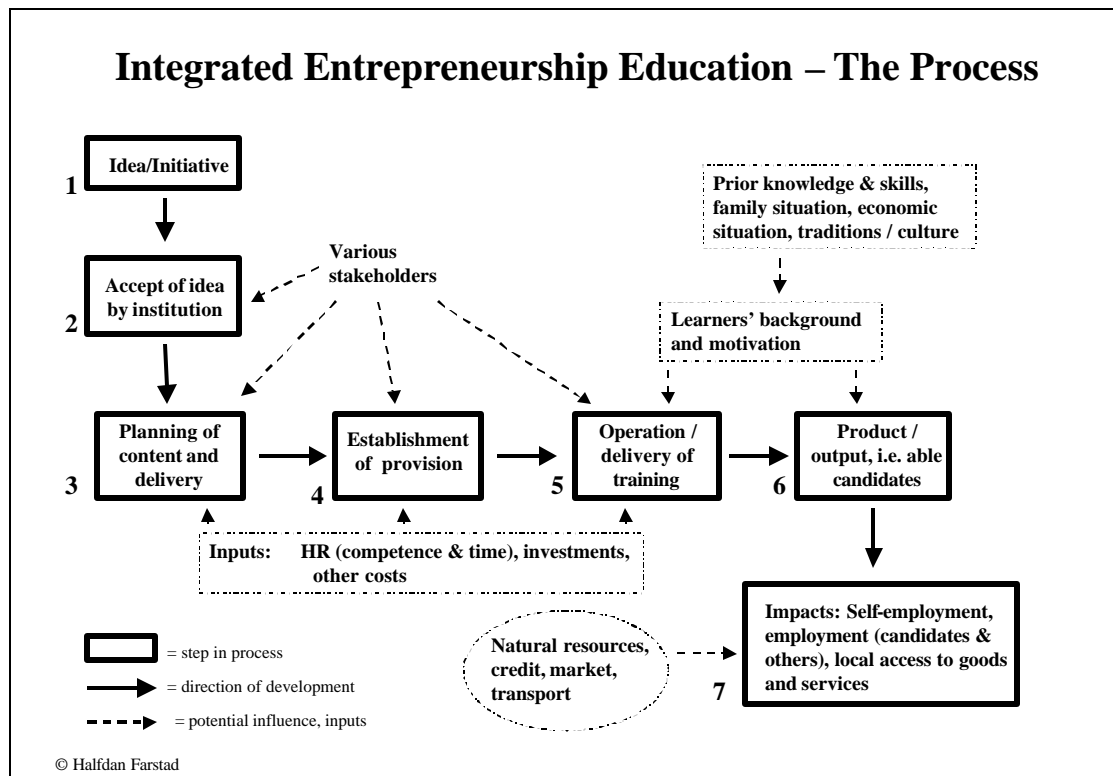 Integrated Entrepreneurship Education – The Process
1
Idea/Initiative
Prior knowledge & skills,
family situation, economic
situation, traditions / culture
Various
stakeholders
2
Accept of idea
by institution
Learners' background
and motivation
3
Planning of
content and
delivery
4
Establishment
of provision
5
Operation /
delivery of
training
6
Product /
output, i.e. able
candidates
Inputs: HR (competence & time), investments,
other costs
Natural resources,
credit, market,
transport
7
Impacts: Self-employment,
employment (candidates &
others), local access to goods
and services
= step in process
= direction of development
= potential influence, inputs
© Halfdan Farstad